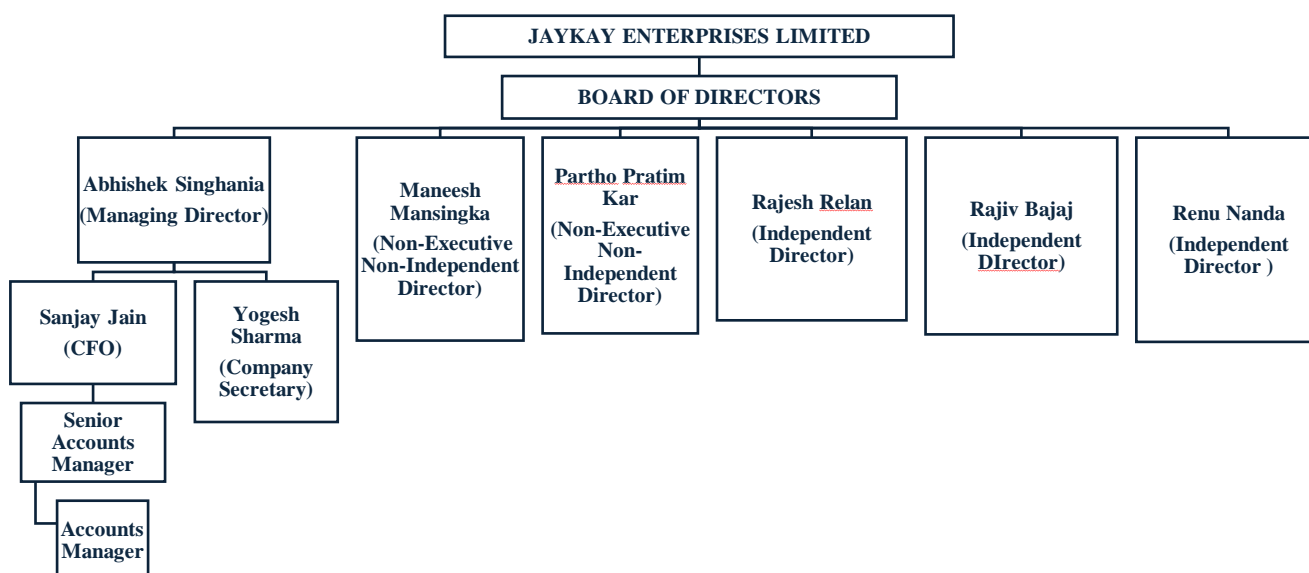 JAYKAY ENTERPRISES LIMITED
BOARD OF DIRECTORS
Abhishek Singhania
(Managing Director)
Maneesh
Mansingka
(Non-Executive
Non-Independent
Director)
Partho Pratim
Kar
(Non-Executive
Non-
Independent
Director)
Rajesh Relan
(Independent
Director)
Rajiv Bajaj
(Independent
DIrector)
Renu Nanda
(Independent
Director )
Sanjay Jain
(CFO)
Yogesh
Sharma
(Company
Secretary)
Senior
Accounts
Manager
Accounts
Manager